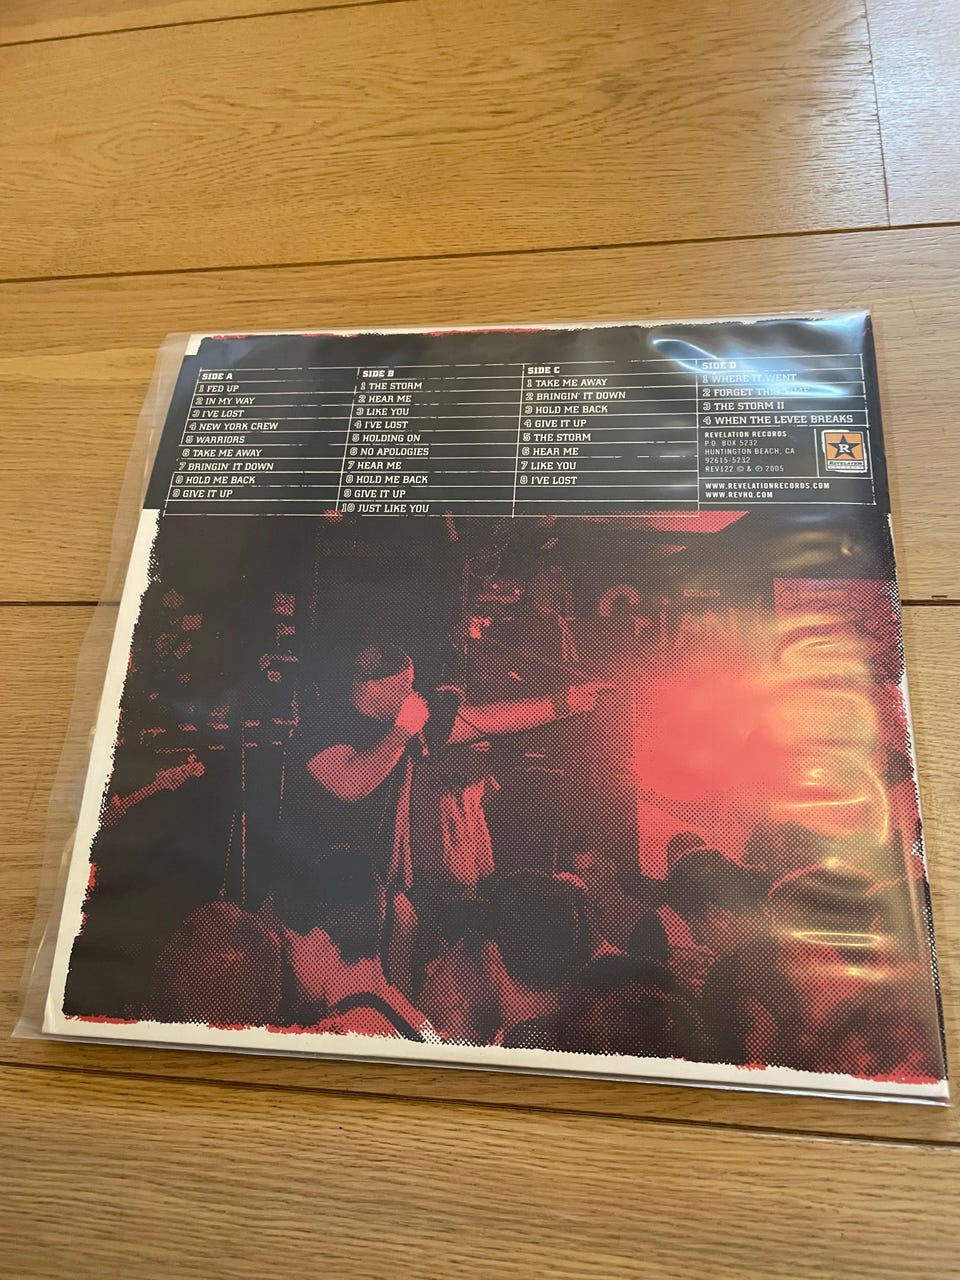 SIDE A
1 FED UP
2 IN MY WAY
3 I'VE LOST
4 NEW YORK CREW
5 WARRIORS
6 TAKE ME AWAY
7 BRINGIN' IT DOWN
8 HOLD ME BACK
9 GIVE IT UP
SIDE B
1 THE STORM
2 HEAR ME
3 LIKE YOU
4 I'VE LOST
5 HOLDING ON
6 NO APOLOGIES
7 HEAR ME
8 HOLD ME BACK
9 GIVE IT UP
10 JUST LIKE YOU
SIDE C
1 TAKE ME AWAY
2 BRINGIN' IT DOWN
3 HOLD ME BACK
4 GIVE IT UP
5 THE STORM
6 HEAR ME
7 LIKE YOU
8 I'VE LOST
SIDE D
1 WHERE IT WENT
2 FORGET THIS TIME
3 THE STORM II
4 WHEN THE LEVEE BREAKS
REVELATION RECORDS
P.O. BOX 5232
HUNTINGTON BEACH, CA
92615-5232
REV122 © & ℗ 2005
WWW.REVELATIONRECORDS.COM
WWW.REVHQ.COM
R
REVELATION
RECORDS